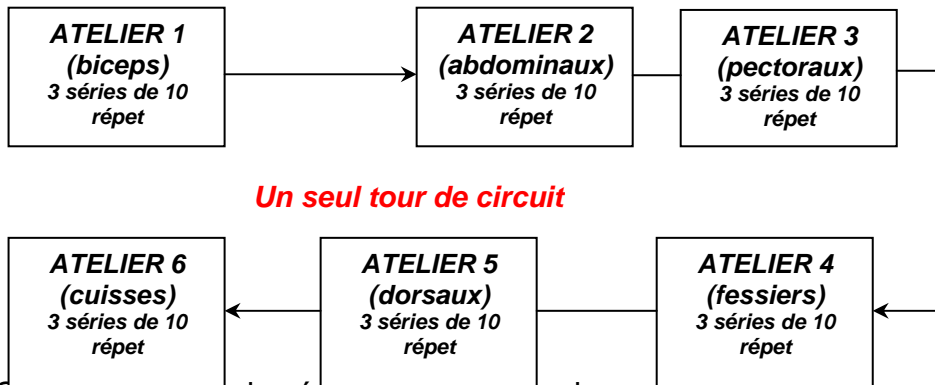 ATELIER 1
(biceps)
3 séries de 10
répet
ATELIER 2
(abdominaux)
3 séries de 10
répet
ATELIER 3
(pectoraux)
3 séries de 10
répet
Un seul tour de circuit
ATELIER 6
(cuisses)
3 séries de 10
répet
ATELIER 5
(dorsaux)
3 séries de 10
répet
ATELIER 4
(fessiers)
3 séries de 10
répet